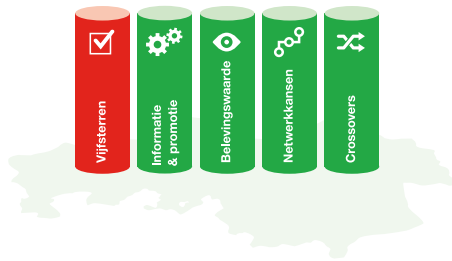 Vijfsterren
Informatie
& promotie
Belevingswaarde
Netwerkkansen
Crossovers